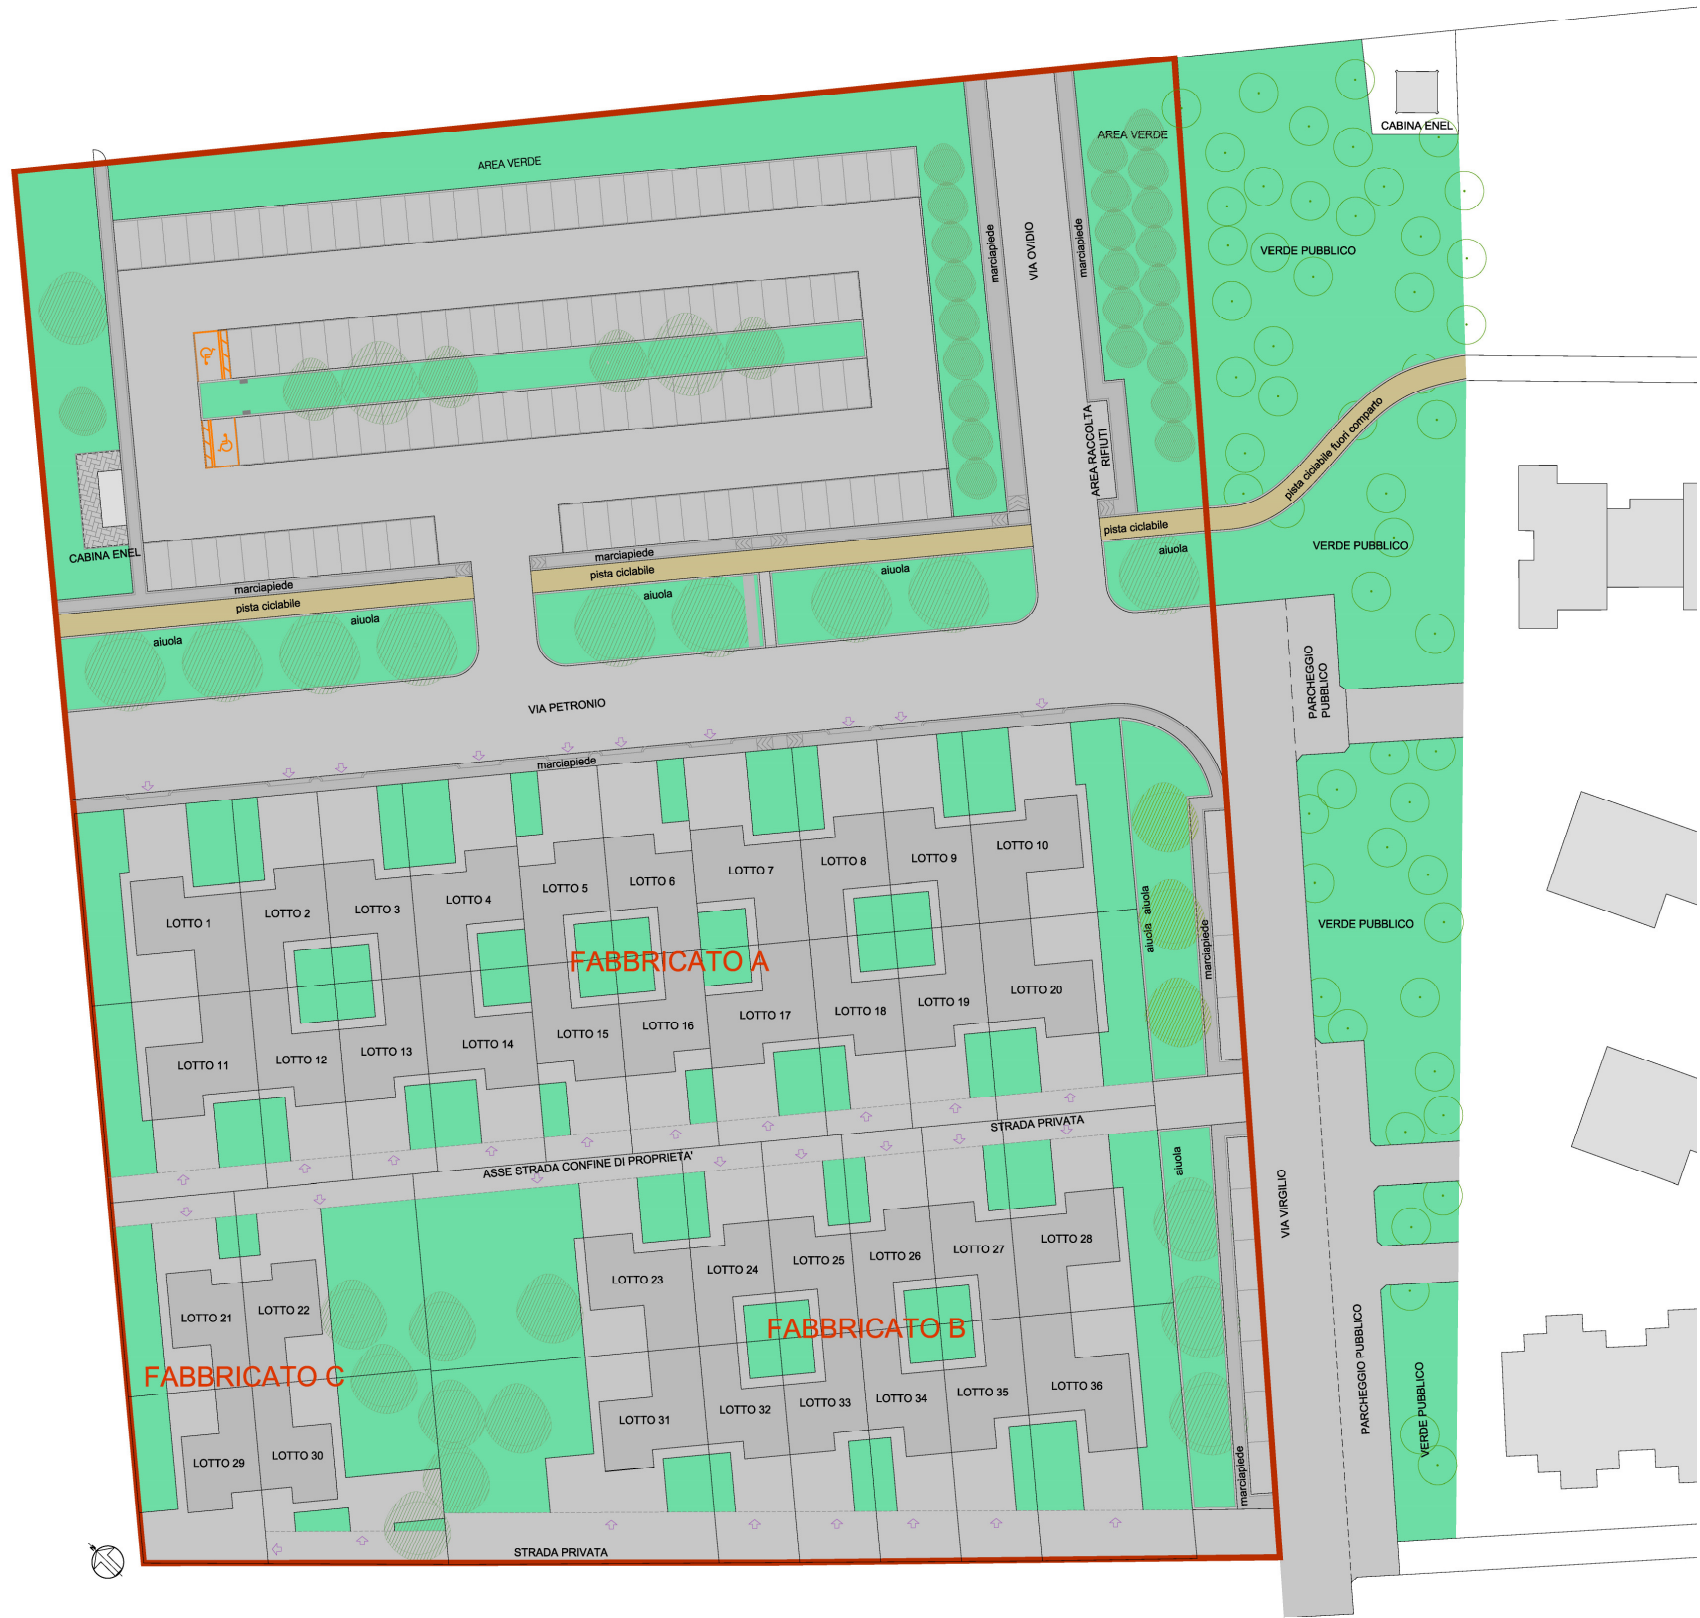 CABINA ENEL
AREA VERDE
AREA VERDE
marciapiede
VIA OVIDIO
marciapiede
VERDE PUBBLICO
AREA RACCOLTA
RIFIUTI
pista ciclabile fuori comparto
pista ciclabile
aiuola
VERDE PUBBLICO
CABINA ENEL
marciapiede
pista ciclabile
aiuola
aiuola
marciapiede
pista ciclabile
aiuola
aiuola
VIA PETRONIO
PARCHEGGIO
PUBBLICO
marciapiede
LOTTO 1
LOTTO 2
LOTTO 3
LOTTO 4
LOTTO 5
LOTTO 6
LOTTO 7
LOTTO 8
LOTTO 9
LOTTO 10
aiuola
aiuola
marciapiede
VERDE PUBBLICO
FABBRICATO A
LOTTO 11
LOTTO 12
LOTTO 13
LOTTO 14
LOTTO 15
LOTTO 16
LOTTO 17
LOTTO 18
LOTTO 19
LOTTO 20
STRADA PRIVATA
ASSE STRADA CONFINE DI PROPRIETA'
aiuola
VIA VIRGILIO
LOTTO 21
LOTTO 22
LOTTO 23
LOTTO 24
LOTTO 25
LOTTO 26
LOTTO 27
LOTTO 28
FABBRICATO C
FABBRICATO B
PARCHEGGIO PUBBLICO
VERDE PUBBLICO
LOTTO 29
LOTTO 30
LOTTO 31
LOTTO 32
LOTTO 33
LOTTO 34
LOTTO 35
LOTTO 36
marciapiede
STRADA PRIVATA